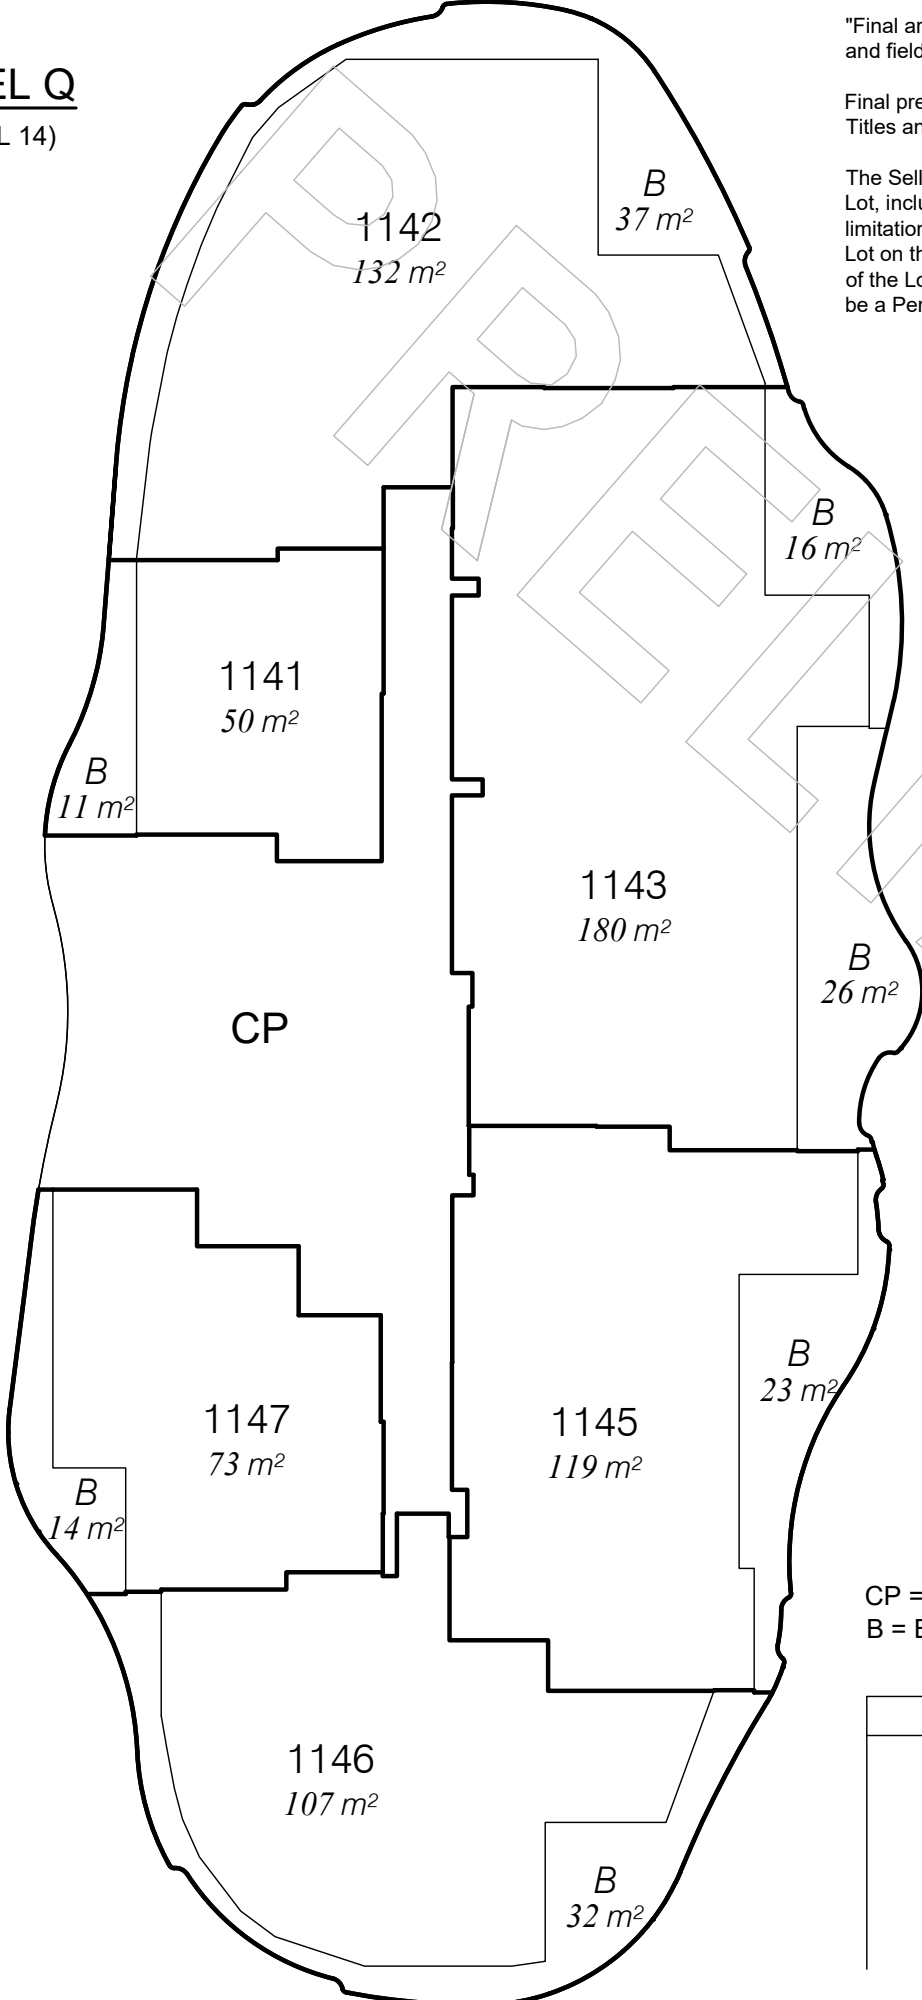 EL Q
L 14)
"Final ar
and field
Final pre
Titles an
The Sell
Lot, inclu
limitation
Lot on th
of the Lo
be a Per
B
37 m²
1142
132 m²
B
16 m²
1141
50 m²
B
11 m²
1143
180 m²
B
26 m²
CP
B
23 m²
1147
73 m²
1145
119 m²
B
14 m²
CP =
B = B
1146
107 m²
B
32 m²
PREL